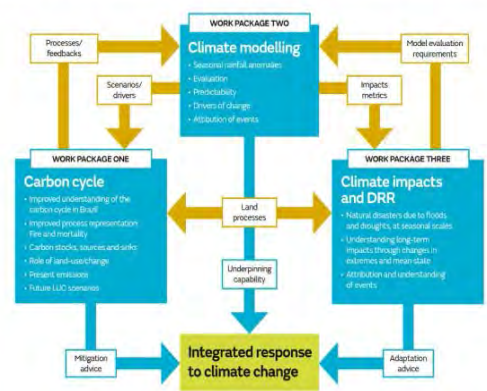 WORK PACKAGE TWO
Climate modelling
• Seasonal rainfall anomalies
• Evaluation
• Predictability
• Drivers of change
• Attibution of events
Processes/
feedbacks
Model evaluation
requirements
Scenarios/
drivers
Impacts
metrics
WORK PACKAGE ONE
Carbon cycle
• Improved understanding of the
carbon cycle in Brazil
• Improved process representation:
Fire and mortality
• Carbon stocks, sources and sinks
• Role of land-use/change
• Present emissions
• Future LUC scenarios
WORK PACKAGE THREE
Climate impacts
and DRR
• Natural disasters due to floods
and droughts, at seasonal scales
• Understanding long-term
impacts through changes in
extremes and mean state
• Attribution and understanding
of events
Land
processes
Underpinning
capability
Mitigation
advice
Integrated response
to climate change
Adaptation
advice